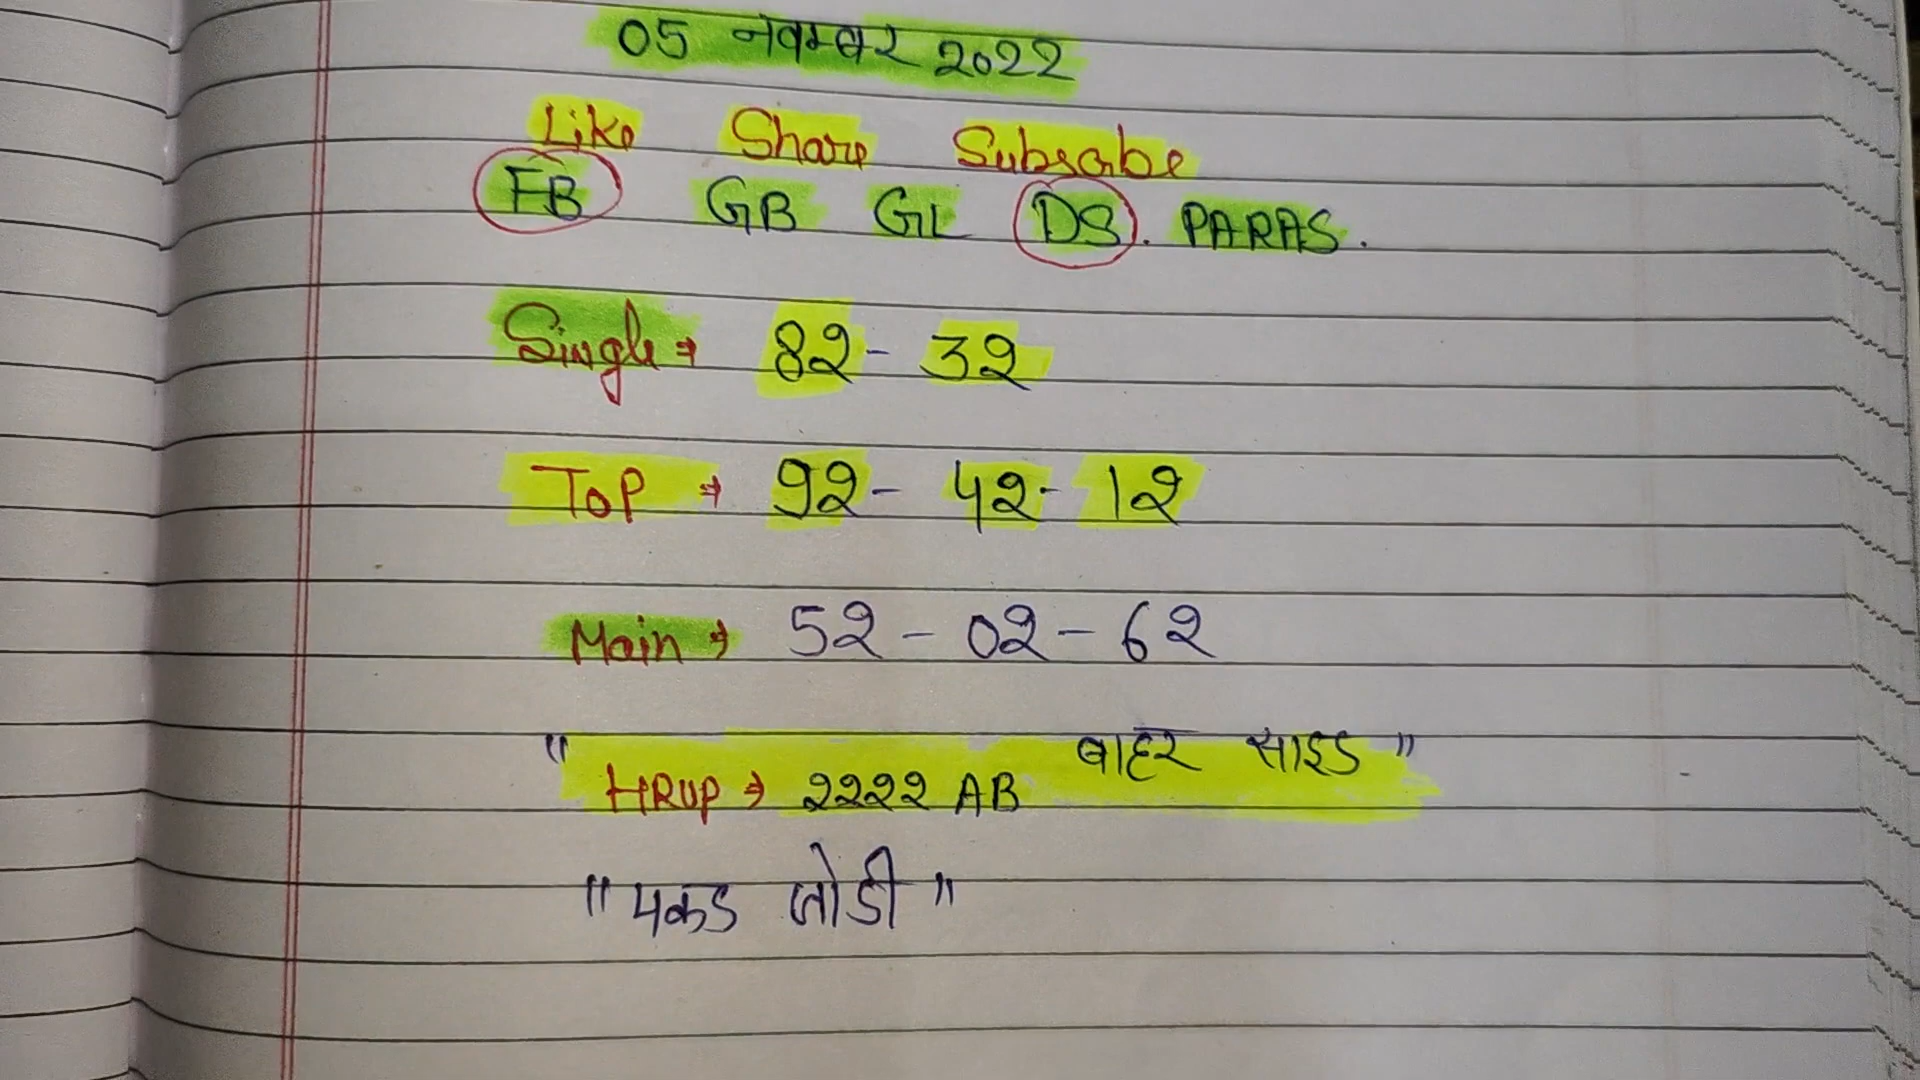 05 नवम्बर 2022
Like Share Subscribe
FB GB GL DS. PARAS.
Single → 82 - 32
TOP → 92 - 42 - 12
Main → 52 - 02 - 62
" HRUP → 2222 AB बाहर साइड "
" पकड जोडी "